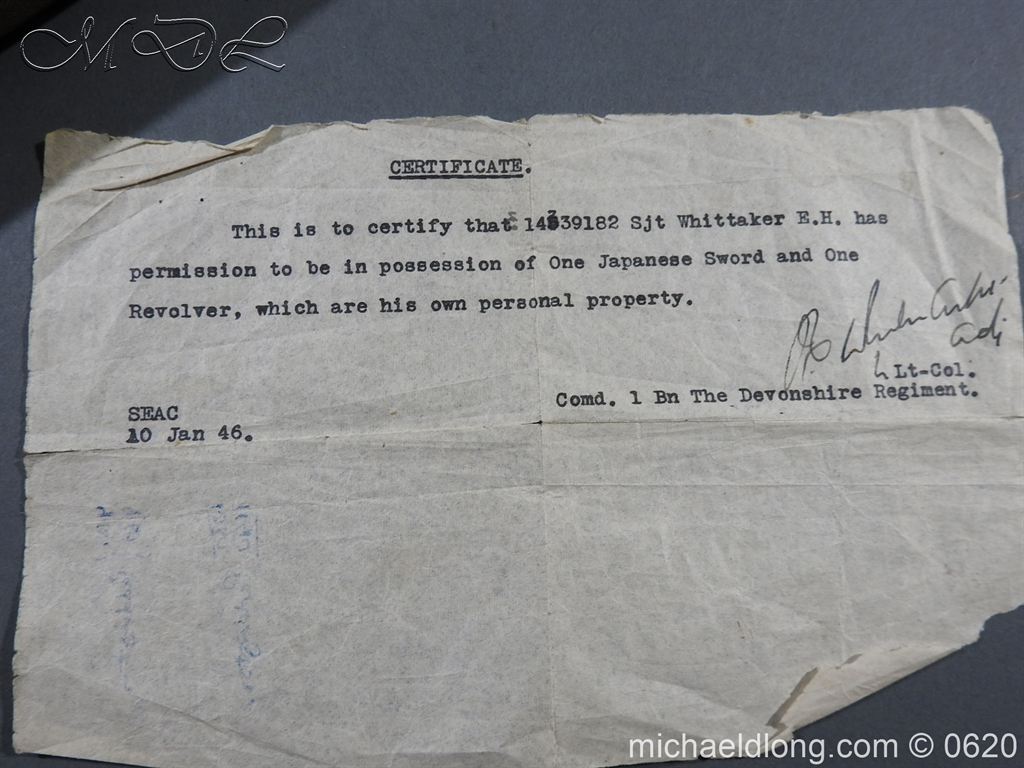 MDL
CERTIFICATE.
This is to certify that 14339182 Sjt Whittaker E.H. has
permission to be in possession of One Japanese Sword and One
Revolver, which are his own personal property.
Adj
Lt-Col.
Comd. 1 Bn The Devonshire Regiment.
SEAC
10 Jan 46.
michaeldlong.com © 0620